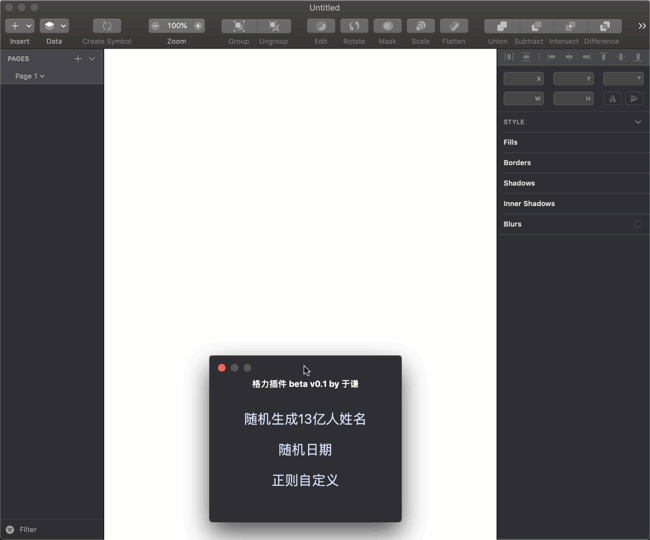 Untitled
100%
Insert Data Create Symbol Zoom Group Ungroup Edit Rotate Mask Scale Flatten Union Subtract Intersect Difference
PAGES
Page 1
X Y °
W H
STYLE
Fills
Borders
Shadows
Inner Shadows
Blurs
格力插件 beta v0.1 by 于谦
随机生成13亿人姓名
随机日期
正则自定义
Filter